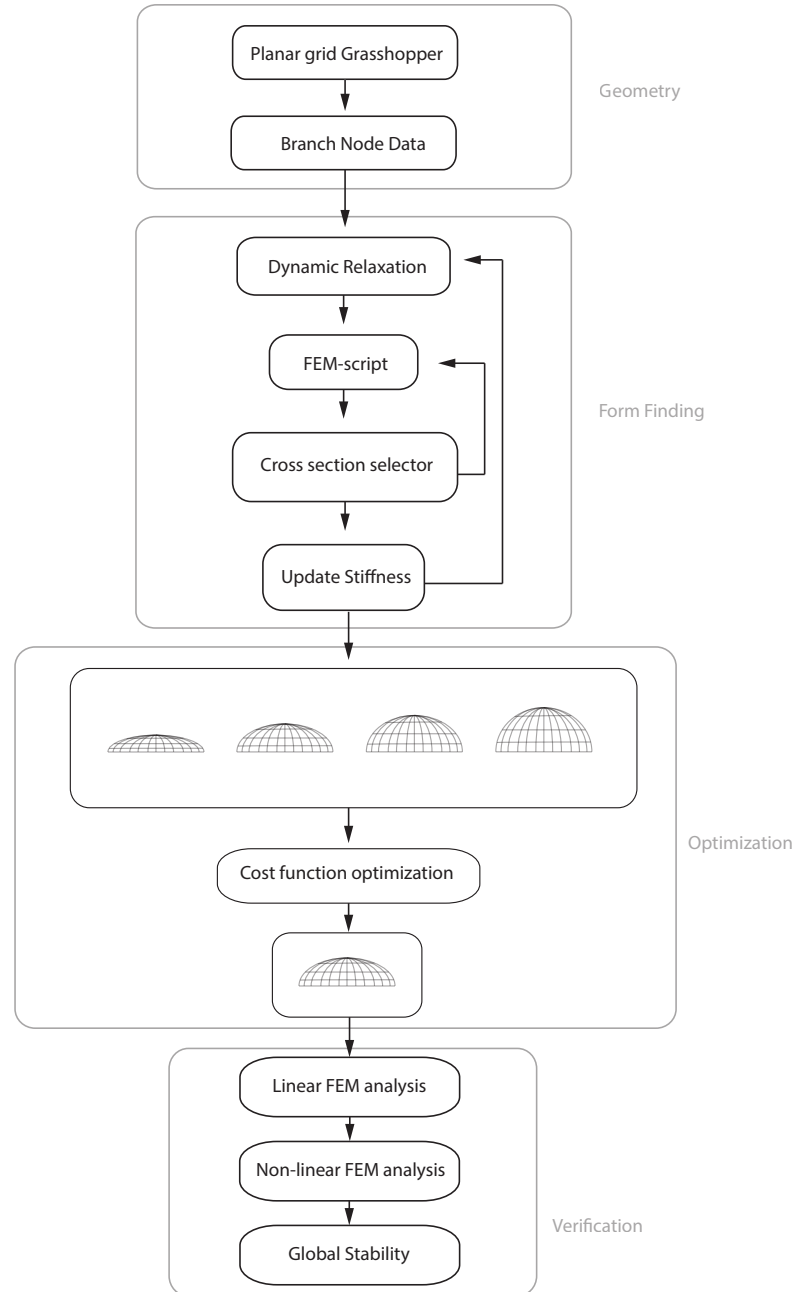 Planar grid Grasshopper
Geometry
Branch Node Data
Dynamic Relaxation
FEM-script
Form Finding
Cross section selector
Update Stiffness
Optimization
Cost function optimization
Linear FEM analysis
Non-linear FEM analysis
Verification
Global Stability